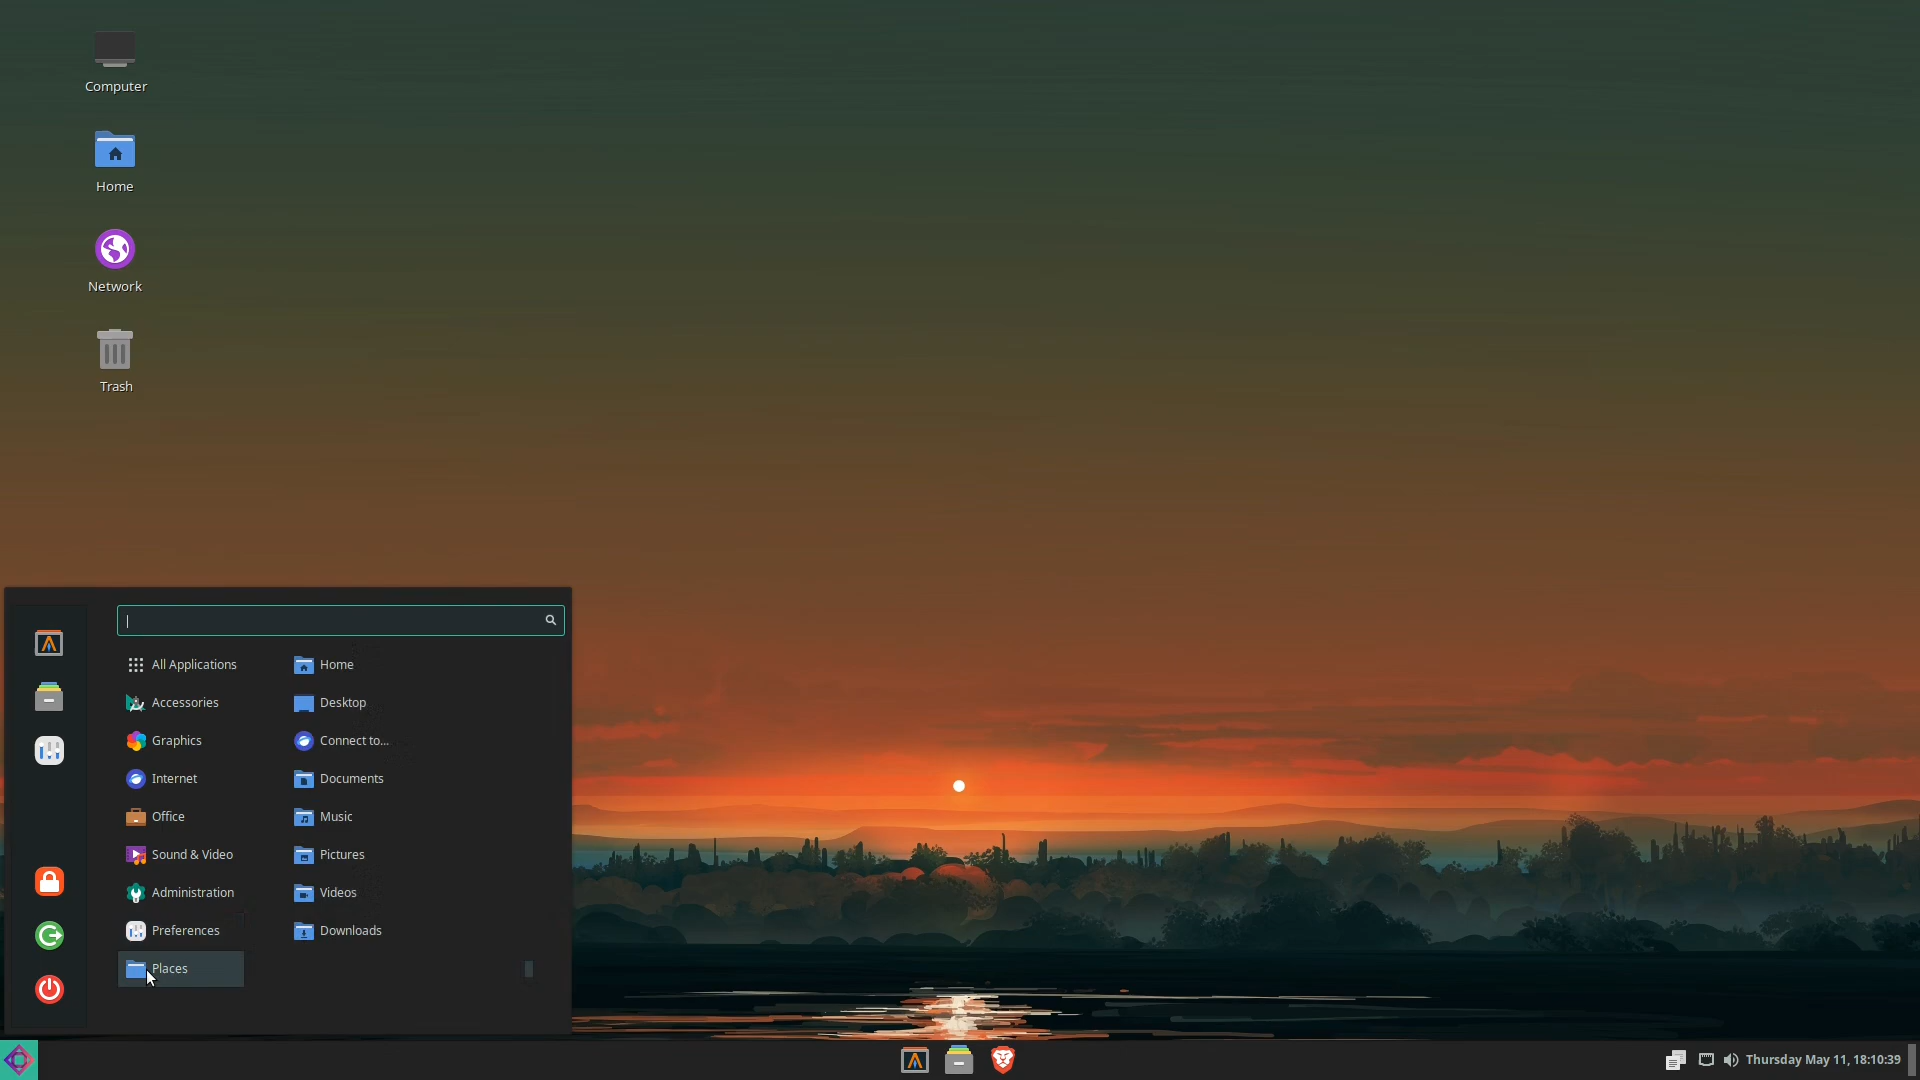 Computer
Home
Network
Trash
All Applications
Accessories
Graphics
Internet
Office
Sound & Video
Administration
Preferences
Places
Home
Desktop
Connect to...
Documents
Music
Pictures
Videos
Downloads
Thursday May 11, 18:10:39